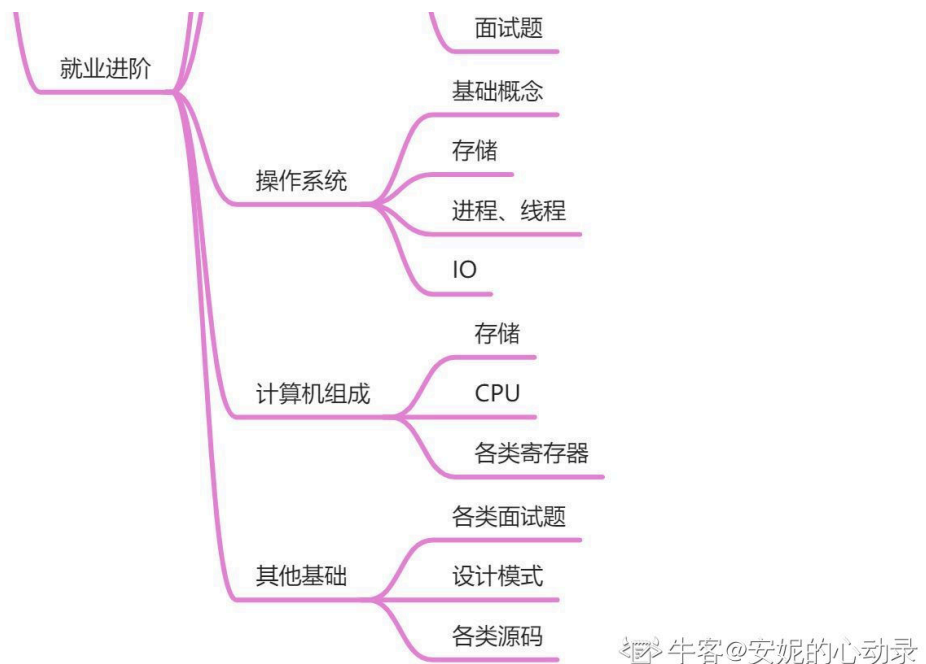 面试题
就业进阶
基础概念
存储
操作系统
进程、线程
IO
存储
计算机组成
CPU
各类寄存器
各类面试题
其他基础
设计模式
各类源码
牛客@安妮的心动录